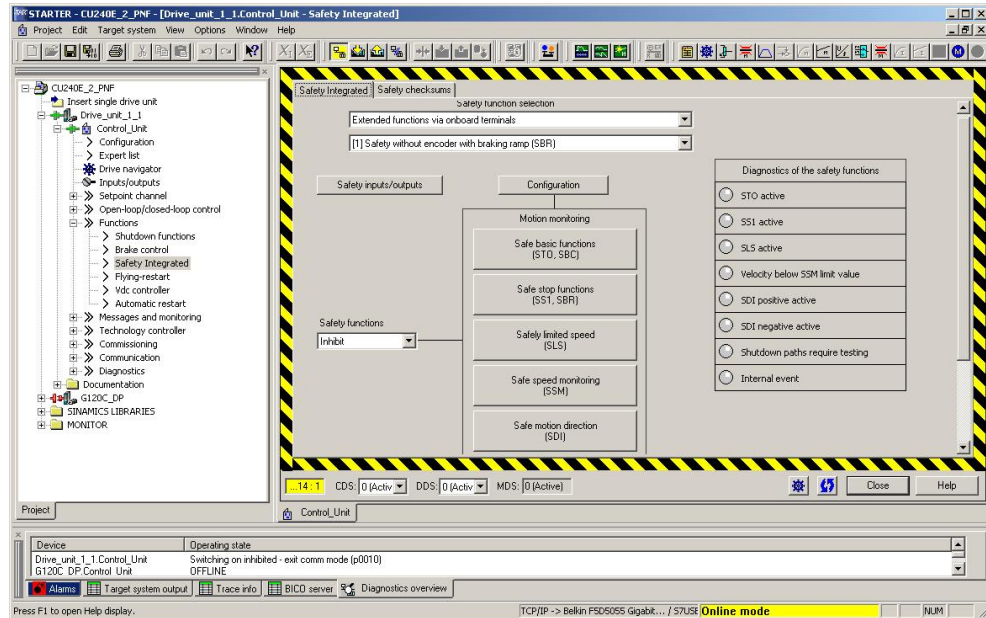 STARTER - CU240E_2_PNF - [Drive_unit_1_1.Control_Unit - Safety Integrated]
Project Edit Target system View Options Window Help
CU240E_2_PNF
Insert single drive unit
Drive_unit_1_1
Control_Unit
Configuration
Expert list
Drive navigator
Inputs/outputs
Setpoint channel
Open-loop/closed-loop control
Functions
Shutdown functions
Brake control
Safety Integrated
Flying-restart
Vdc controller
Automatic restart
Messages and monitoring
Technology controller
Commissioning
Communication
Diagnostics
Documentation
G120C_DP
SINAMICS LIBRARIES
MONITOR
Project
Safety Integrated Safety checksums
Safety function selection
Extended functions via onboard terminals
[1] Safety without encoder with braking ramp (SBR)
Safety inputs/outputs
Configuration
Motion monitoring
Safe basic functions
(STO, SBC)
Safe stop functions
(SS1, SBR)
Safety functions
Inhibit
Safely limited speed
(SLS)
Safe speed monitoring
(SSM)
Safe motion direction
(SDI)
Diagnostics of the safety functions
STO active
SS1 active
SLS active
Velocity below SSM limit value
SDI positive active
SDI negative active
Shutdown paths require testing
Internal event
...14 : 1 CDS: 0 (Activ DDS: 0 (Activ MDS: 0 (Active)
Close Help
Control_Unit
Device Operating state
Drive_unit_1_1.Control_Unit Switching on inhibited - exit comm mode (p0010)
G120C_DP.Control_Unit OFFLINE
Alarms Target system output Trace info BICO server Diagnostics overview
Press F1 to open Help display. TCP/IP -> Belkin F5D5055 Gigabit... / S7USE Online mode NUM